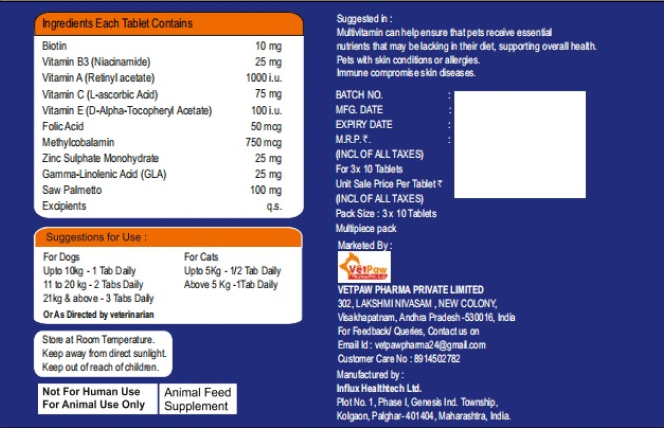 Ingredients Each Tablet Contains
Biotin 10 mg
Vitamin B3 (Niacinamide) 25 mg
Vitamin A (Retinyl acetate) 1000 i.u.
Vitamin C (L-ascorbic Acid) 75 mg
Vitamin E (D-Alpha-Tocopheryl Acetate) 100 i.u.
Folic Acid 50 mcg
Methylcobalamin 750 mcg
Zinc Sulphate Monohydrate 25 mg
Gamma-Linolenic Acid (GLA) 25 mg
Saw Palmetto 100 mg
Excipients q.s.
Suggestions for Use :
For Dogs
Upto 10kg - 1 Tab Daily
11 to 20 kg - 2 Tabs Daily
21kg & above - 3 Tabs Daily
For Cats
Upto 5Kg - 1/2 Tab Daily
Above 5 Kg -1Tab Daily
Or As Directed by veterinarian
Store at Room Temperature.
Keep away from direct sunlight.
Keep out of reach of children.
Not For Human Use
For Animal Use Only
Animal Feed
Supplement
Suggested in :
Multivitamin can help ensure that pets receive essential
nutrients that may be lacking in their diet, supporting overall health.
Pets with skin conditions or allergies.
Immune compromise skin diseases.
BATCH NO. :
MFG. DATE :
EXPIRY DATE :
M.R.P. ₹. :
(INCL OF ALL TAXES)
For 3x 10 Tablets
Unit Sale Price Per Tablet ₹
(INCL OF ALL TAXES) :
Pack Size : 3 x 10 Tablets
Multipiece pack
Marketed By :
VetPaw
VETPAW PHARMA PRIVATE LIMITED
302, LAKSHMI NIVASAM , NEW COLONY,
Visakhapatnam, Andhra Pradesh -530016, India
For Feedback/ Queries, Contact us on
Email Id : vetpawpharma24@gmail.com
Customer Care No : 8914502782
Manufactured by :
Influx Healthtech Ltd.
Plot No. 1, Phase I, Genesis Ind. Township,
Kolgaon, Palghar- 401404, Maharashtra, India.